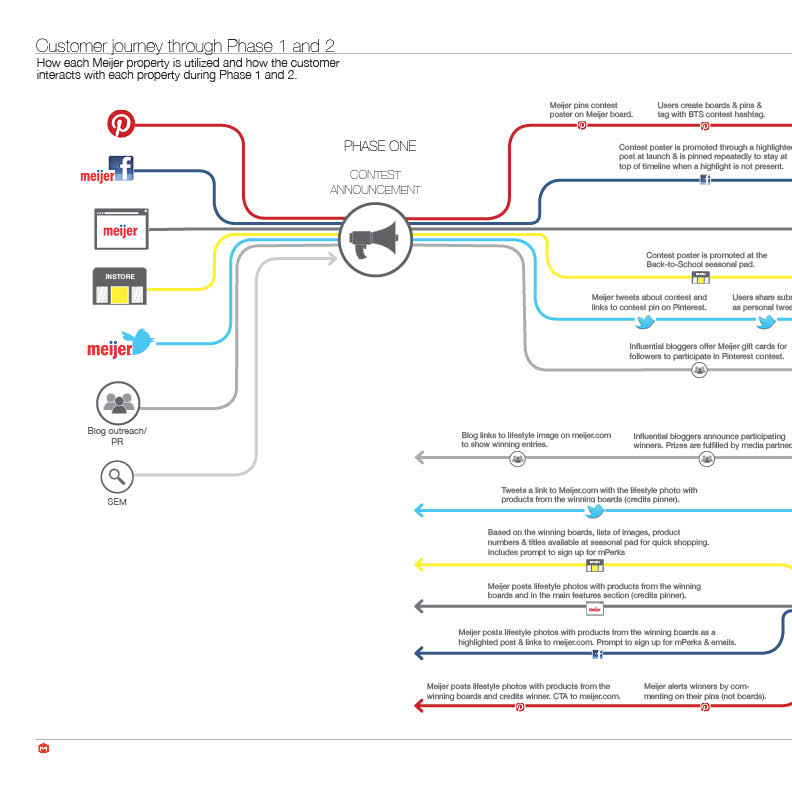 Customer journey through Phase 1 and 2
How each Meijer property is utilized and how the customer
interacts with each property during Phase 1 and 2.
meijer
meijer
INSTORE
meijer
Blog outreach/
PR
SEM
PHASE ONE
CONTEST
ANNOUNCEMENT
Meijer pins contest
poster on Meijer board.
Users create boards & pins &
tag with BTS contest hashtag.
Contest poster is promoted through a highlighted
post at launch & is pinned repeatedly to stay at
top of timeline when a highlight is not present.
Contest poster is promoted at the
Back-to-School seasonal pad.
Meijer tweets about contest and
links to contest pin on Pinterest.
Users share
as personal
Influential bloggers offer Meijer gift cards for
followers to participate in Pinterest contest.
Blog links to lifestyle image on meijer.com
to show winning entries.
Influential bloggers announce participating
winners. Prizes are fulfilled by media partner.
Tweets a link to Meijer.com with the lifestyle photo with
products from the winning boards (credits pinner).
Based on the winning boards, lists of images, product
numbers & titles available at seasonal pad for quick shopping.
Includes prompt to sign up for mPerks
Meijer posts lifestyle photos with products from the winning
boards and in the main features section (credits pinner).
meijer
Meijer posts lifestyle photos with products from the winning boards as a
highlighted post & links to meijer.com. Prompt to sign up for mPerks & emails.
Meijer posts lifestyle photos with products from the
winning boards and credits winner. CTA to meijer.com.
Meijer alerts winners by com-
menting on their pins (not boards).